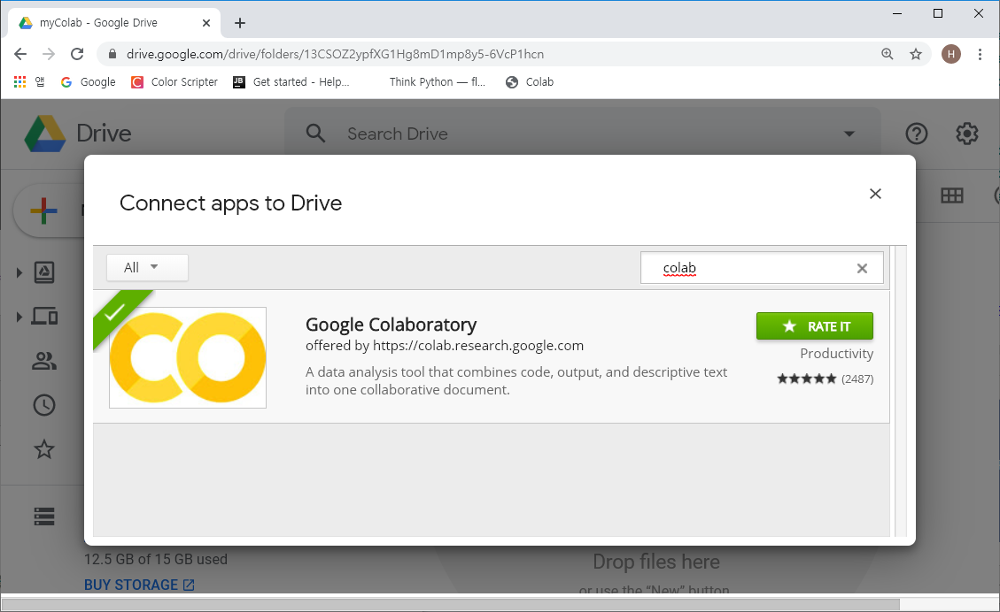 myColab - Google Drive
drive.google.com/drive/folders/13CSOZ2ypfXG1Hg8mD1mp8y5-6VcP1hcn
H
앱 Google Color Scripter JB Get started - Help... Think Python — fl... Colab
Drive
Search Drive
Connect apps to Drive
All
colab
Google Colaboratory
offered by https://colab.research.google.com
A data analysis tool that combines code, output, and descriptive text
into one collaborative document.
RATE IT
Productivity
(2487)
12.5 GB of 15 GB used
BUY STORAGE
Drop files here
or use the “New” button